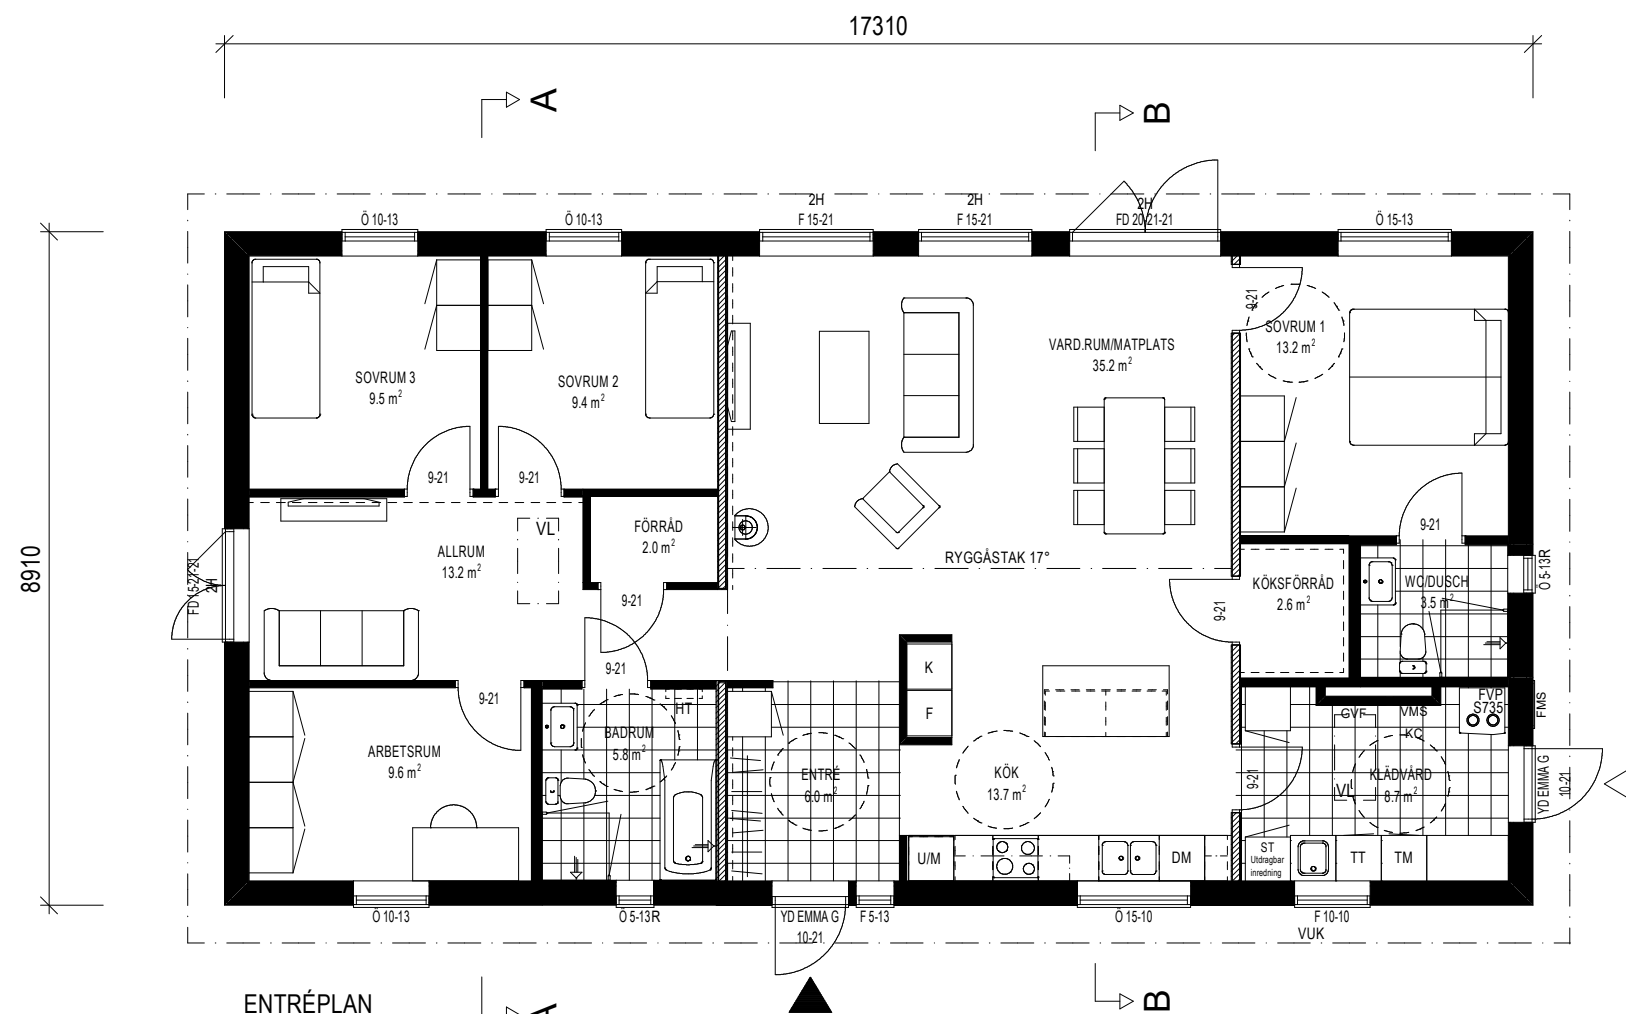 17310
A
B
2H
2H
2H
Ö 10-13
Ö 10-13
F 15-21
F 15-21
FD 20-21-21
Ö 15-13
8910
9-21
SOVRUM 1
13.2 m²
VARD.RUM/MATPLATS
35.2 m²
SOVRUM 3
9.5 m²
SOVRUM 2
9.4 m²
9-21
9-21
9-21
VL
FÖRRÅD
2.0 m²
ALLRUM
13.2 m²
RYGGÅSTAK 17°
FD 15-21-21
2H
KÖKSFÖRRÅD
2.6 m²
WC/DUSCH
3.5 m²
Ö 5-13R
9-21
9-21
9-21
K
F
9-21
HT
GVF
VMS
KC
FVP
S735
FMS
ARBETSRUM
9.6 m²
BADRUM
5.8 m²
ENTRÉ
6.0 m²
KÖK
13.7 m²
9-21
VL
KLÄDVÅRD
8.7 m²
YD EMMA G
10-21
U/M
DM
ST
Utdragbar
inredning
TT
TM
Ö 10-13
Ö 5-13R
YD EMMA G
10-21
F 5-13
Ö 15-10
F 10-10
VUK
ENTRÉPLAN
A
B